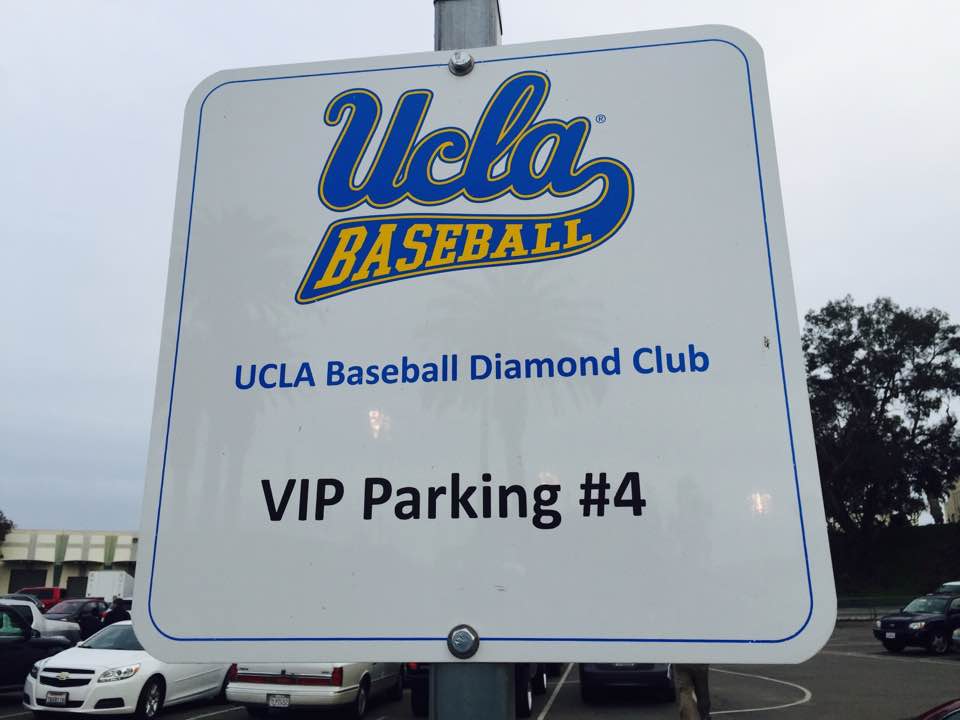 Ucla®
BASEBALL
UCLA Baseball Diamond Club
VIP Parking #4